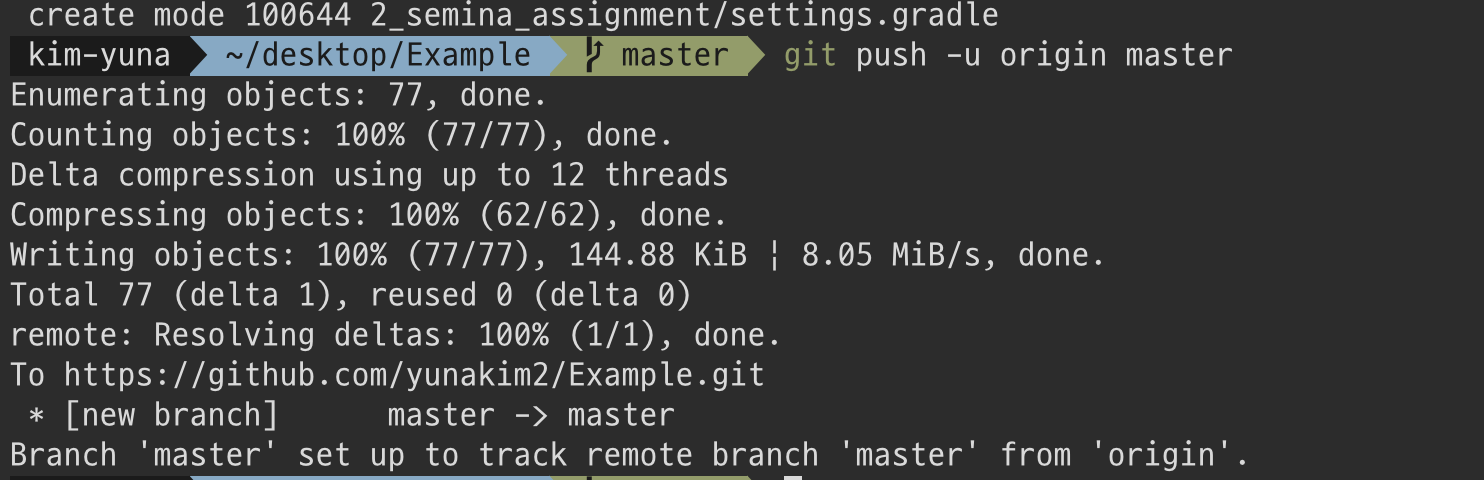 create mode 100644 2_semina_assignment/settings.gradle
kim-yuna ~/desktop/Example master git push -u origin master
Enumerating objects: 77, done.
Counting objects: 100% (77/77), done.
Delta compression using up to 12 threads
Compressing objects: 100% (62/62), done.
Writing objects: 100% (77/77), 144.88 KiB ¦ 8.05 MiB/s, done.
Total 77 (delta 1), reused 0 (delta 0)
remote: Resolving deltas: 100% (1/1), done.
To https://github.com/yunakim2/Example.git
 * [new branch]      master -> master
Branch 'master' set up to track remote branch 'master' from 'origin'.